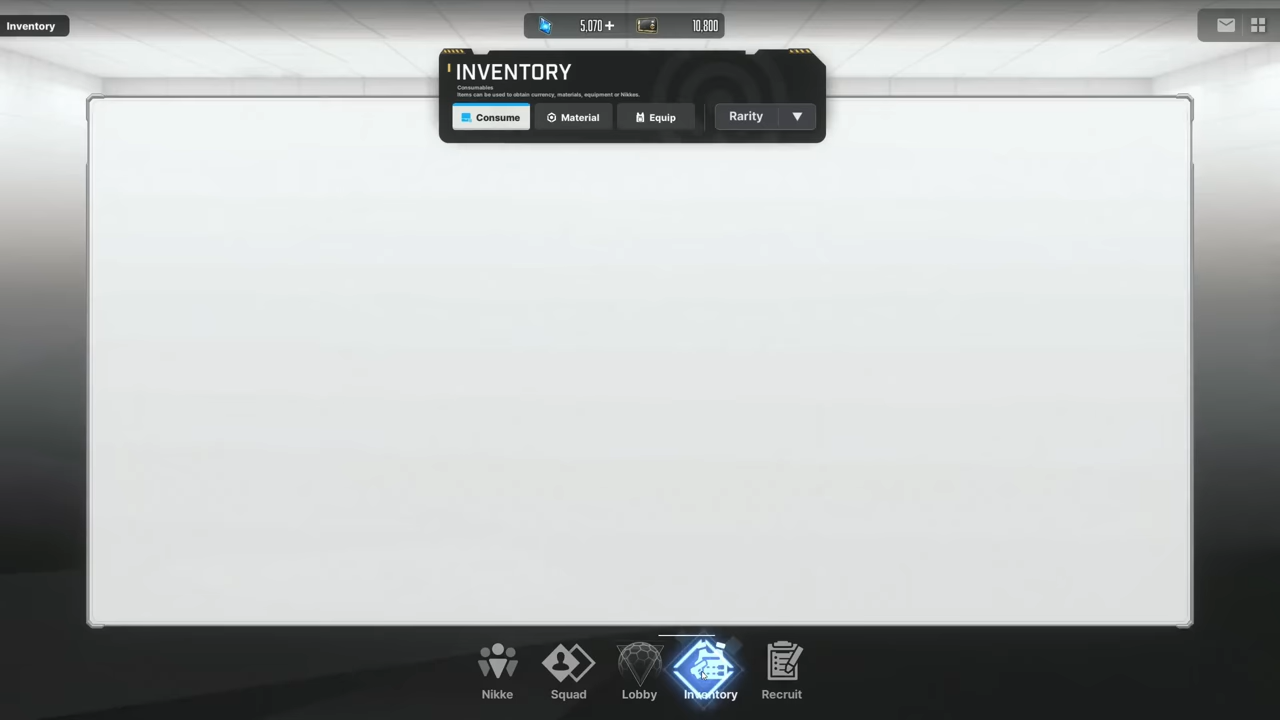 Inventory
5,070 +
10,800
INVENTORY
Consumables
Items can be used to obtain currency, materials, equipment or Nikkes.
Consume
Material
Equip
Rarity
Nikke
Squad
Lobby
Inventory
Recruit